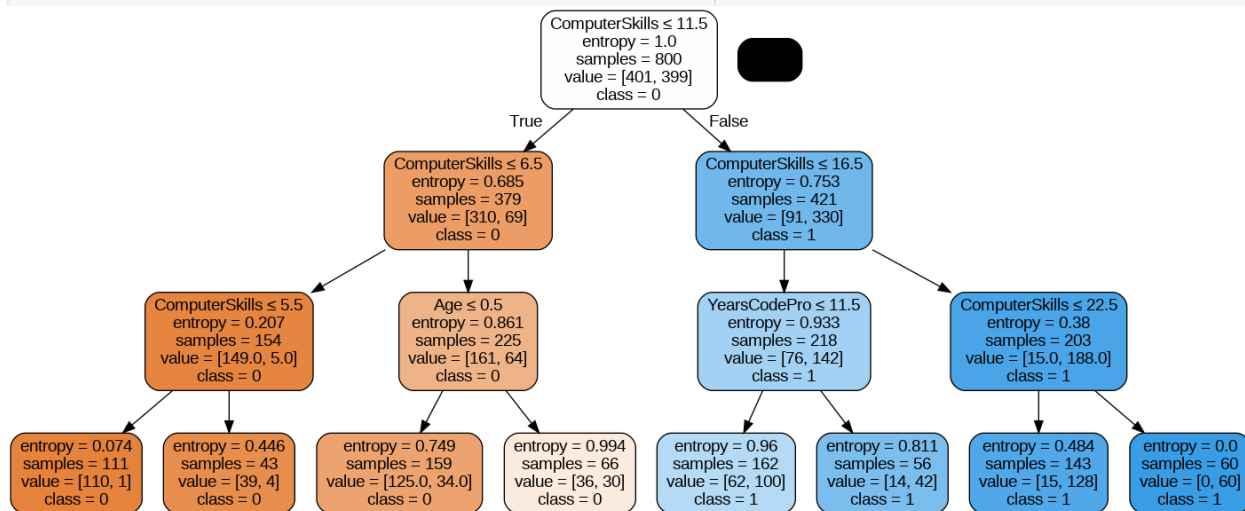 ComputerSkills ≤ 11.5
entropy = 1.0
samples = 800
value = [401, 399]
class = 0
True
False
ComputerSkills ≤ 6.5
entropy = 0.685
samples = 379
value = [310, 69]
class = 0
ComputerSkills ≤ 16.5
entropy = 0.753
samples = 421
value = [91, 330]
class = 1
ComputerSkills ≤ 5.5
entropy = 0.207
samples = 154
value = [149.0, 5.0]
class = 0
Age ≤ 0.5
entropy = 0.861
samples = 225
value = [161, 64]
class = 0
YearsCodePro ≤ 11.5
entropy = 0.933
samples = 218
value = [76, 142]
class = 1
ComputerSkills ≤ 22.5
entropy = 0.38
samples = 203
value = [15.0, 188.0]
class = 1
entropy = 0.074
samples = 111
value = [110, 1]
class = 0
entropy = 0.446
samples = 43
value = [39, 4]
class = 0
entropy = 0.749
samples = 159
value = [125.0, 34.0]
class = 0
entropy = 0.994
samples = 66
value = [36, 30]
class = 0
entropy = 0.96
samples = 162
value = [62, 100]
class = 1
entropy = 0.811
samples = 56
value = [14, 42]
class = 1
entropy = 0.484
samples = 143
value = [15, 128]
class = 1
entropy = 0.0
samples = 60
value = [0, 60]
class = 1